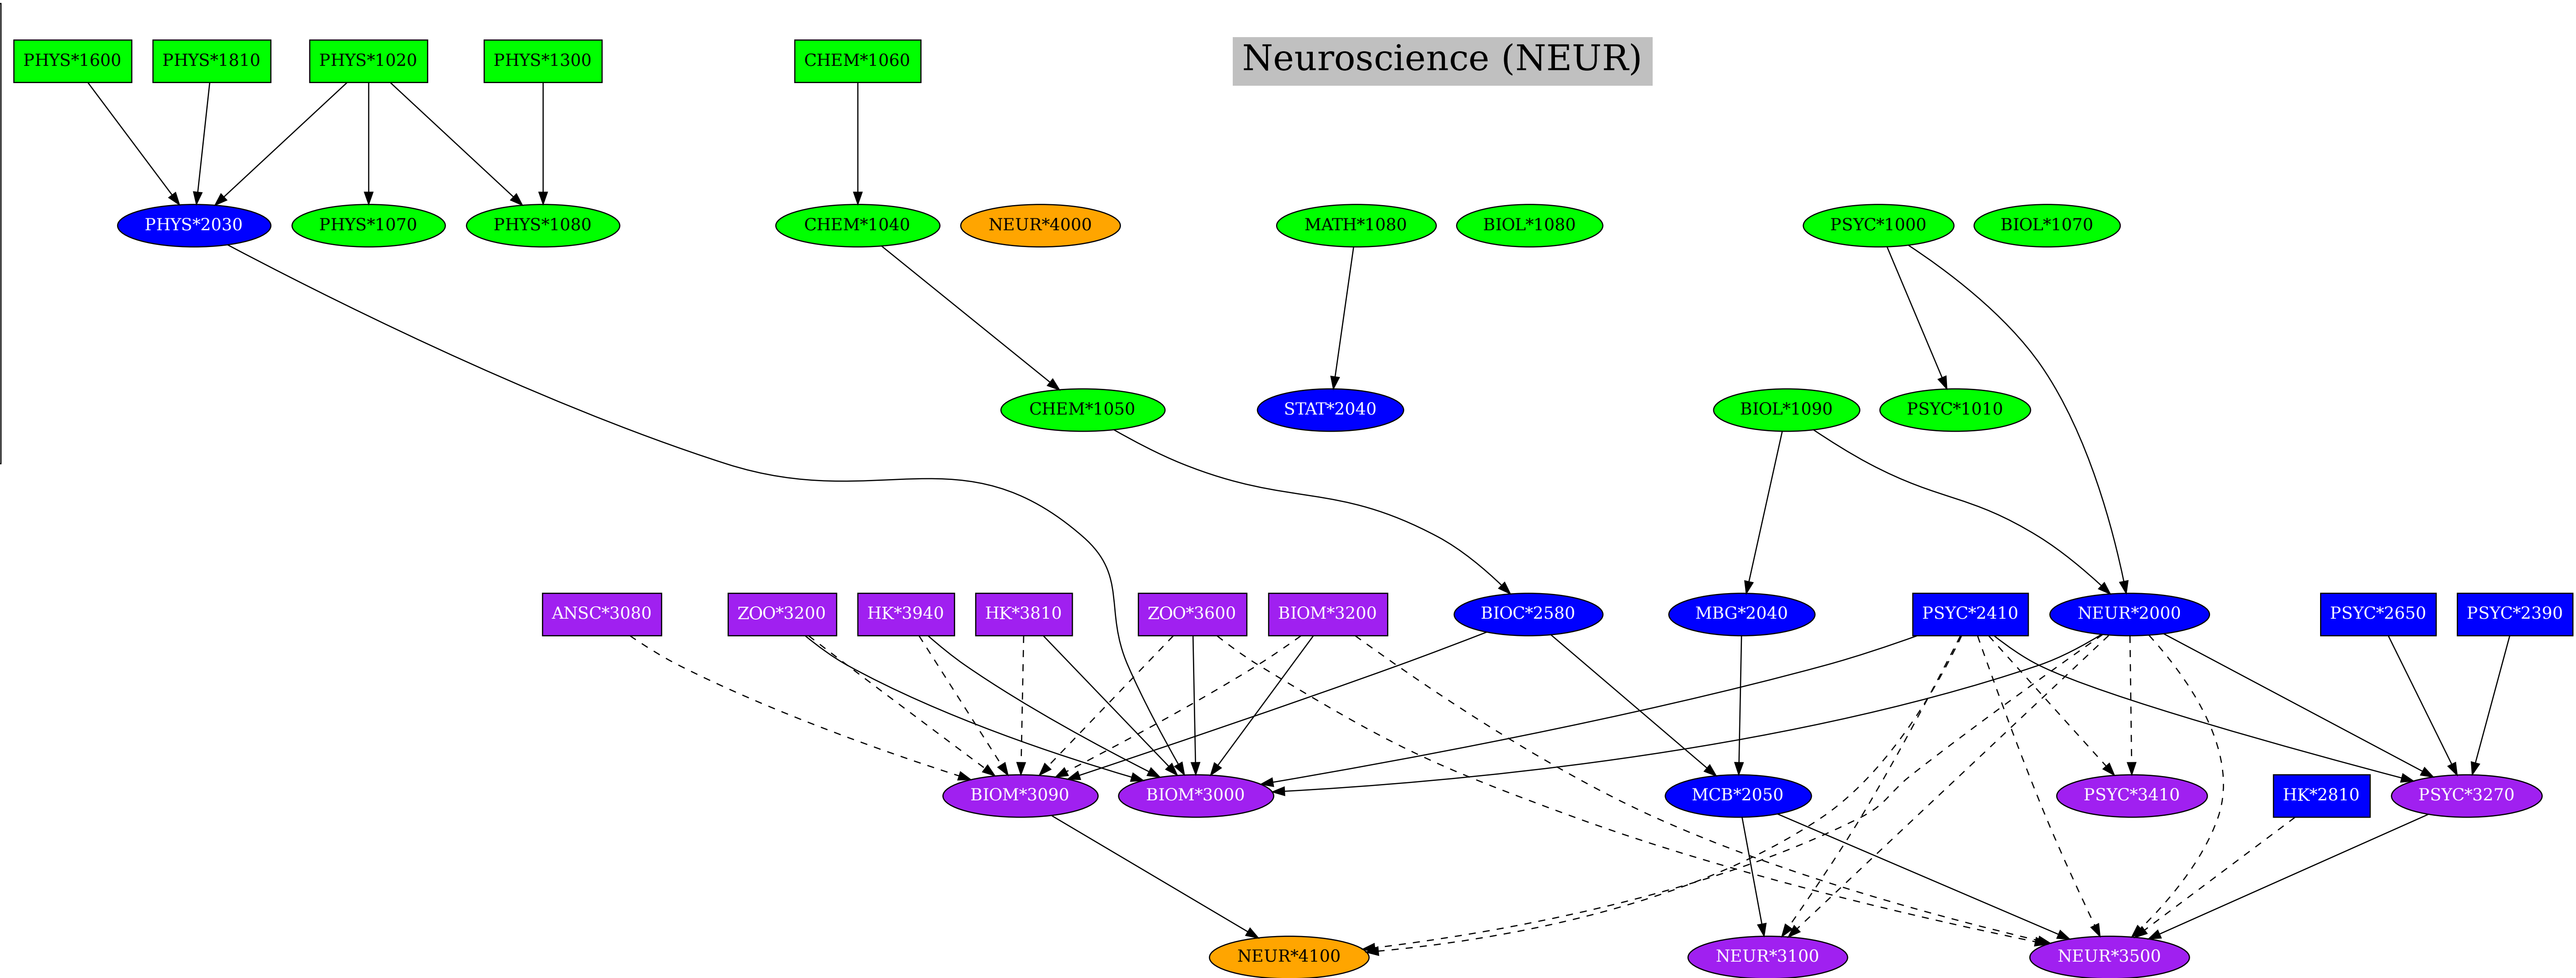 PHYS*1600
PHYS*1810
PHYS*1020
PHYS*1300
CHEM*1060
Neuroscience (NEUR)
PHYS*2030
PHYS*1070
PHYS*1080
CHEM*1040
NEUR*4000
MATH*1080
BIOL*1080
PSYC*1000
BIOL*1070
CHEM*1050
STAT*2040
BIOL*1090
PSYC*1010
ANSC*3080
ZOO*3200
HK*3940
HK*3810
ZOO*3600
BIOM*3200
BIOC*2580
MBG*2040
PSYC*2410
NEUR*2000
PSYC*2650
PSYC*2390
BIOM*3090
BIOM*3000
MCB*2050
PSYC*3410
HK*2810
PSYC*3270
NEUR*4100
NEUR*3100
NEUR*3500